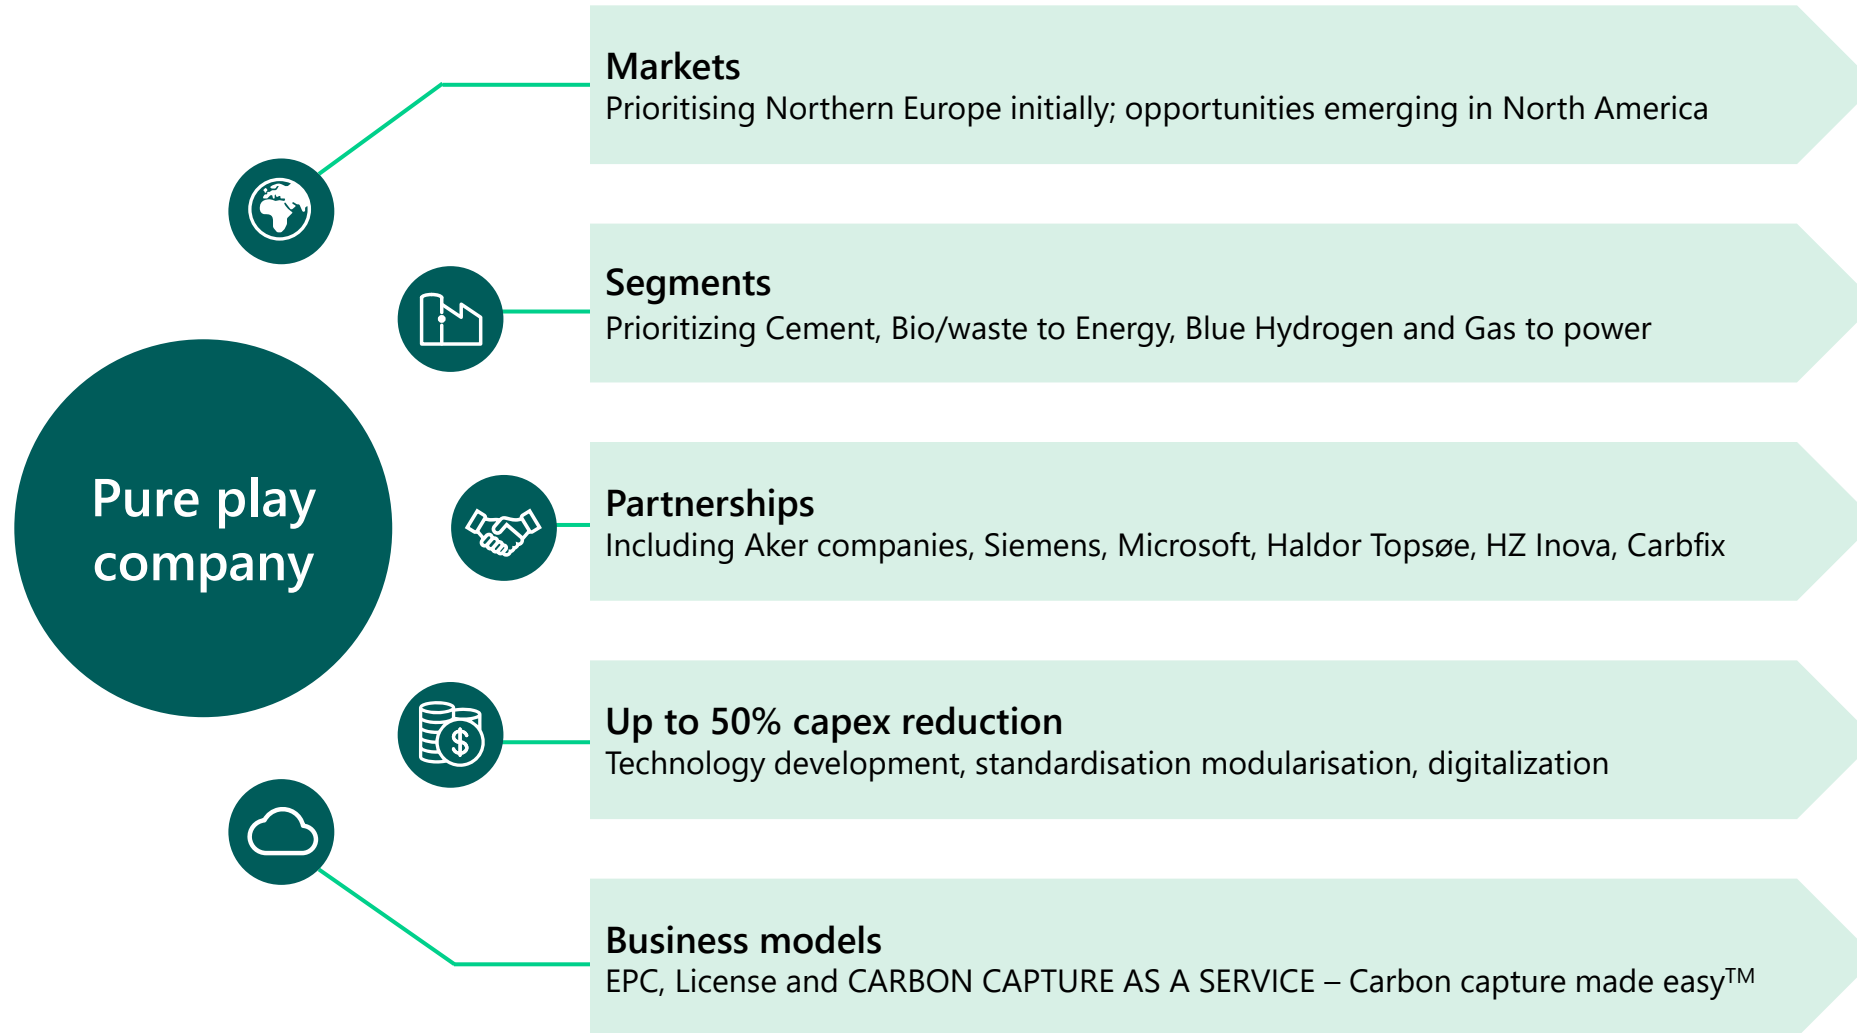 Markets
Prioritising Northern Europe initially; opportunities emerging in North America
Segments
Prioritizing Cement, Bio/waste to Energy, Blue Hydrogen and Gas to power
Pure play
company
Partnerships
Including Aker companies, Siemens, Microsoft, Haldor Topsøe, HZ Inova, Carbfix
Up to 50% capex reduction
Technology development, standardisation modularisation, digitalization
Business models
EPC, License and CARBON CAPTURE AS A SERVICE – Carbon capture made easy™